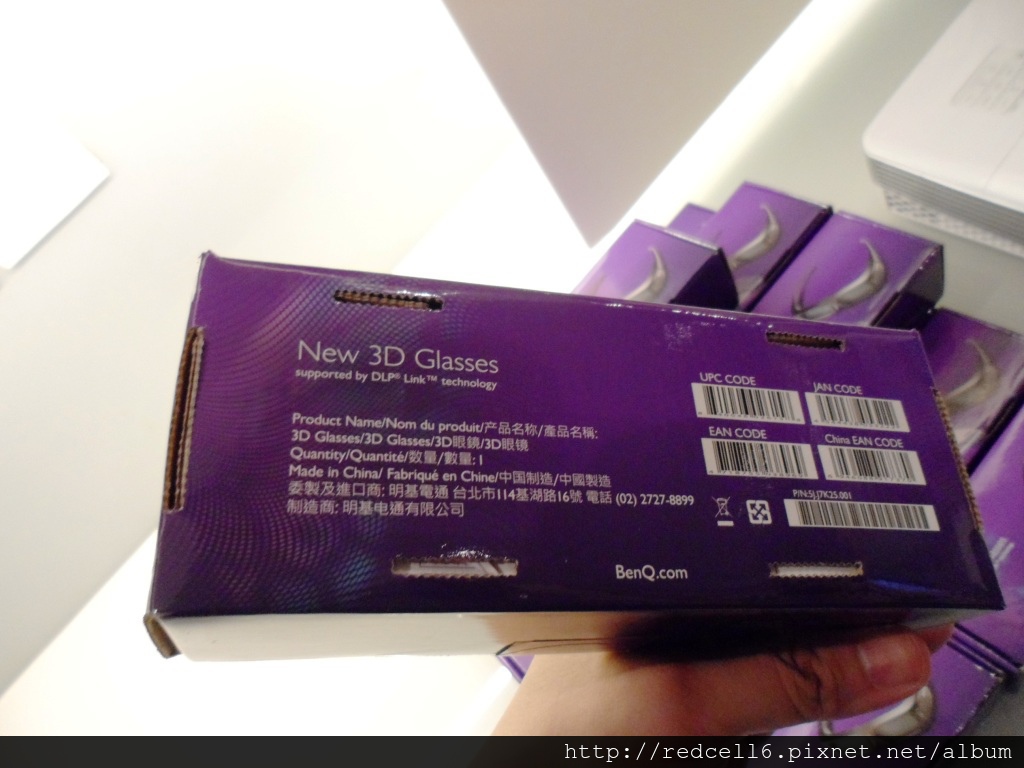 New 3D Glasses
supported by DLP® Link™ technology
Product Name/Nom du produit/产品名称/產品名稱:
3D Glasses/3D Glasses/3D眼鏡/3D眼镜
Quantity/Quantité/数量/數量: 1
Made in China/ Fabriqué en Chine/中国制造/中國製造
委製及進口商: 明基電通 台北市114基湖路16號 電話 (02) 2727-8899
制造商: 明基电通有限公司
UPC CODE
JAN CODE
EAN CODE
China EAN CODE
P/N:5J.J7K25.001
BenQ.com
http://redcell6.pixnet.net/album